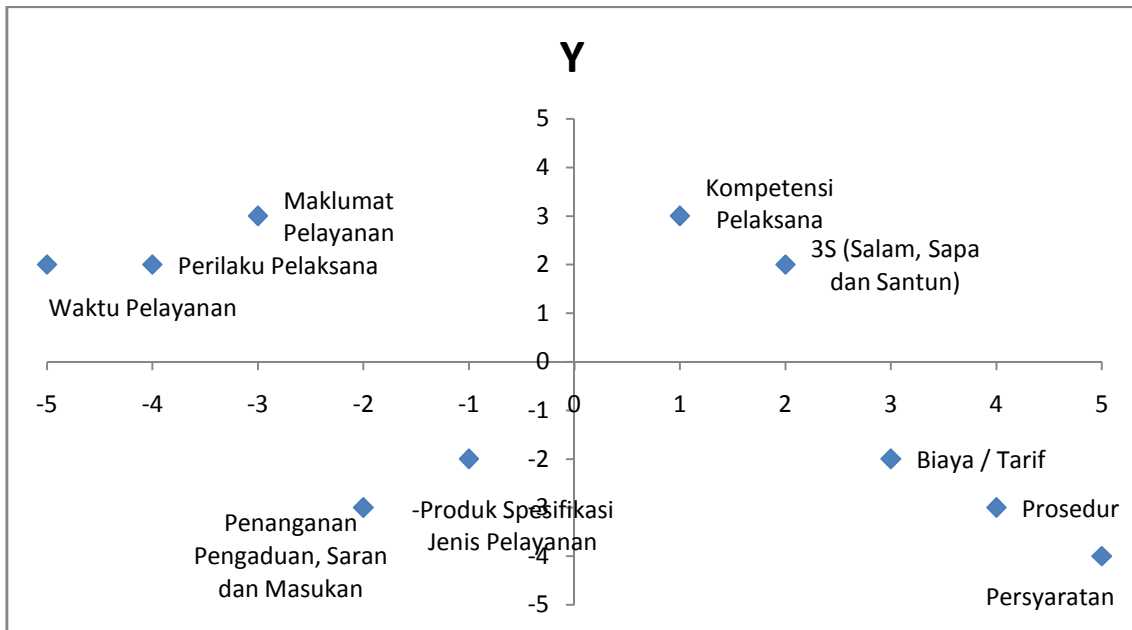 Y
5
4
3
2
1
0
-1
-2
-3
-4
-5
-5 -4 -3 -2 -1 0 1 2 3 4 5
Maklumat
Pelayanan
Perilaku Pelaksana
Waktu Pelayanan
Kompetensi
Pelaksana
3S (Salam, Sapa
dan Santun)
Penanganan
Pengaduan, Saran
dan Masukan
-Produk Spesifikasi
Jenis Pelayanan
Biaya / Tarif
Prosedur
Persyaratan